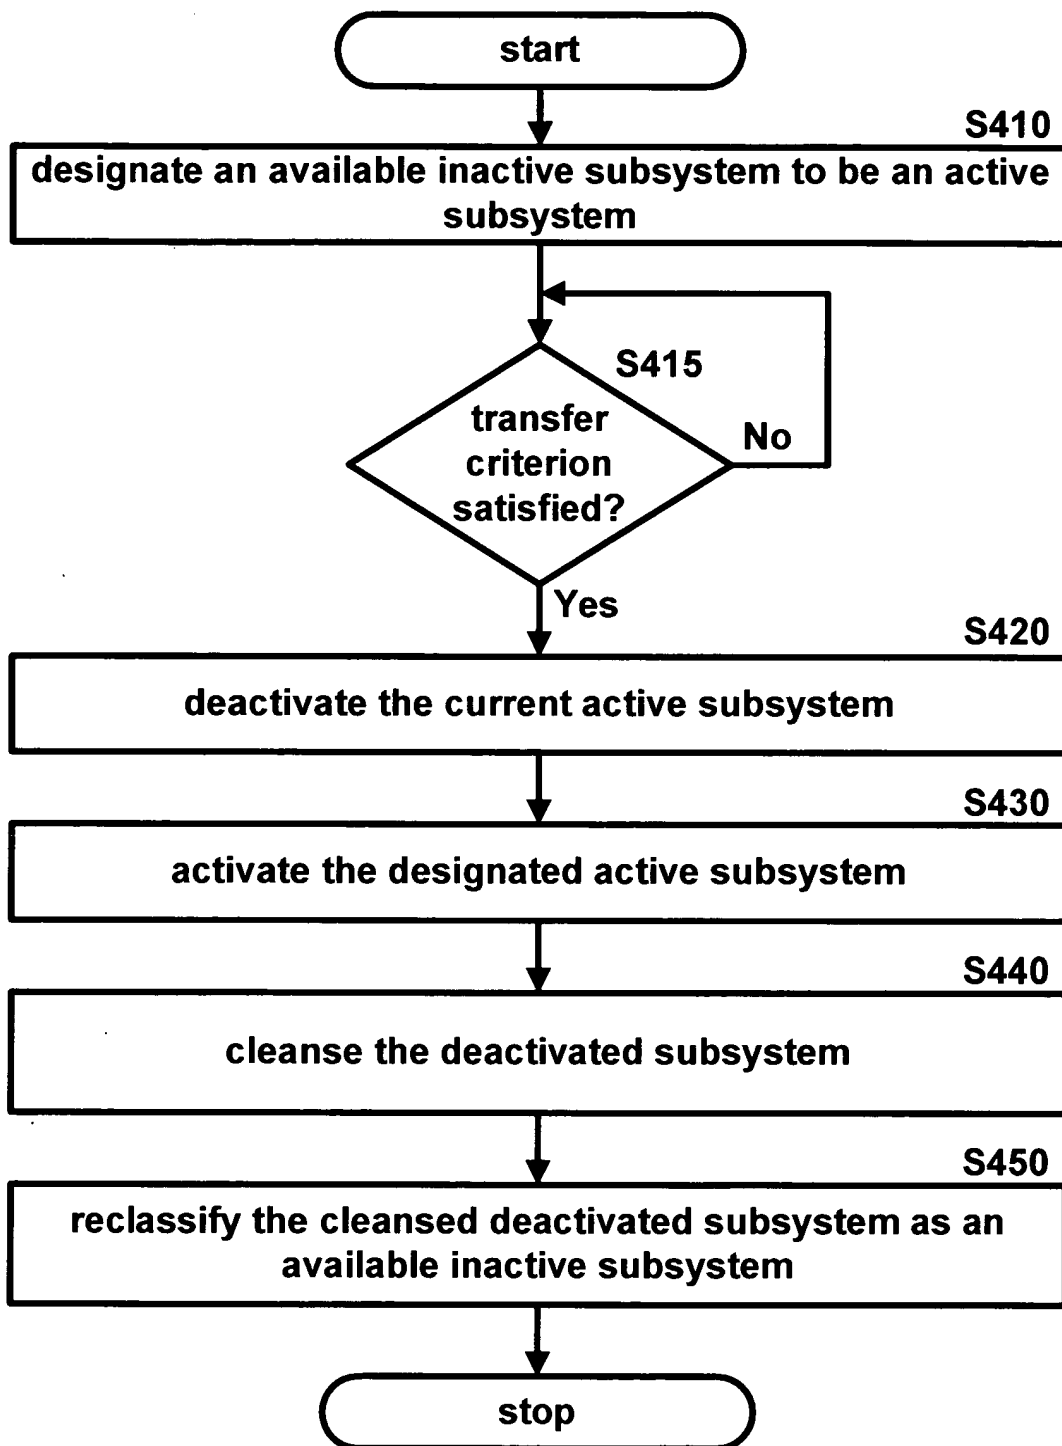 start
S410
designate an available inactive subsystem to be an active
subsystem
S415
transfer
criterion
satisfied?
No
Yes
S420
deactivate the current active subsystem
S430
activate the designated active subsystem
S440
cleanse the deactivated subsystem
S450
reclassify the cleansed deactivated subsystem as an
available inactive subsystem
stop